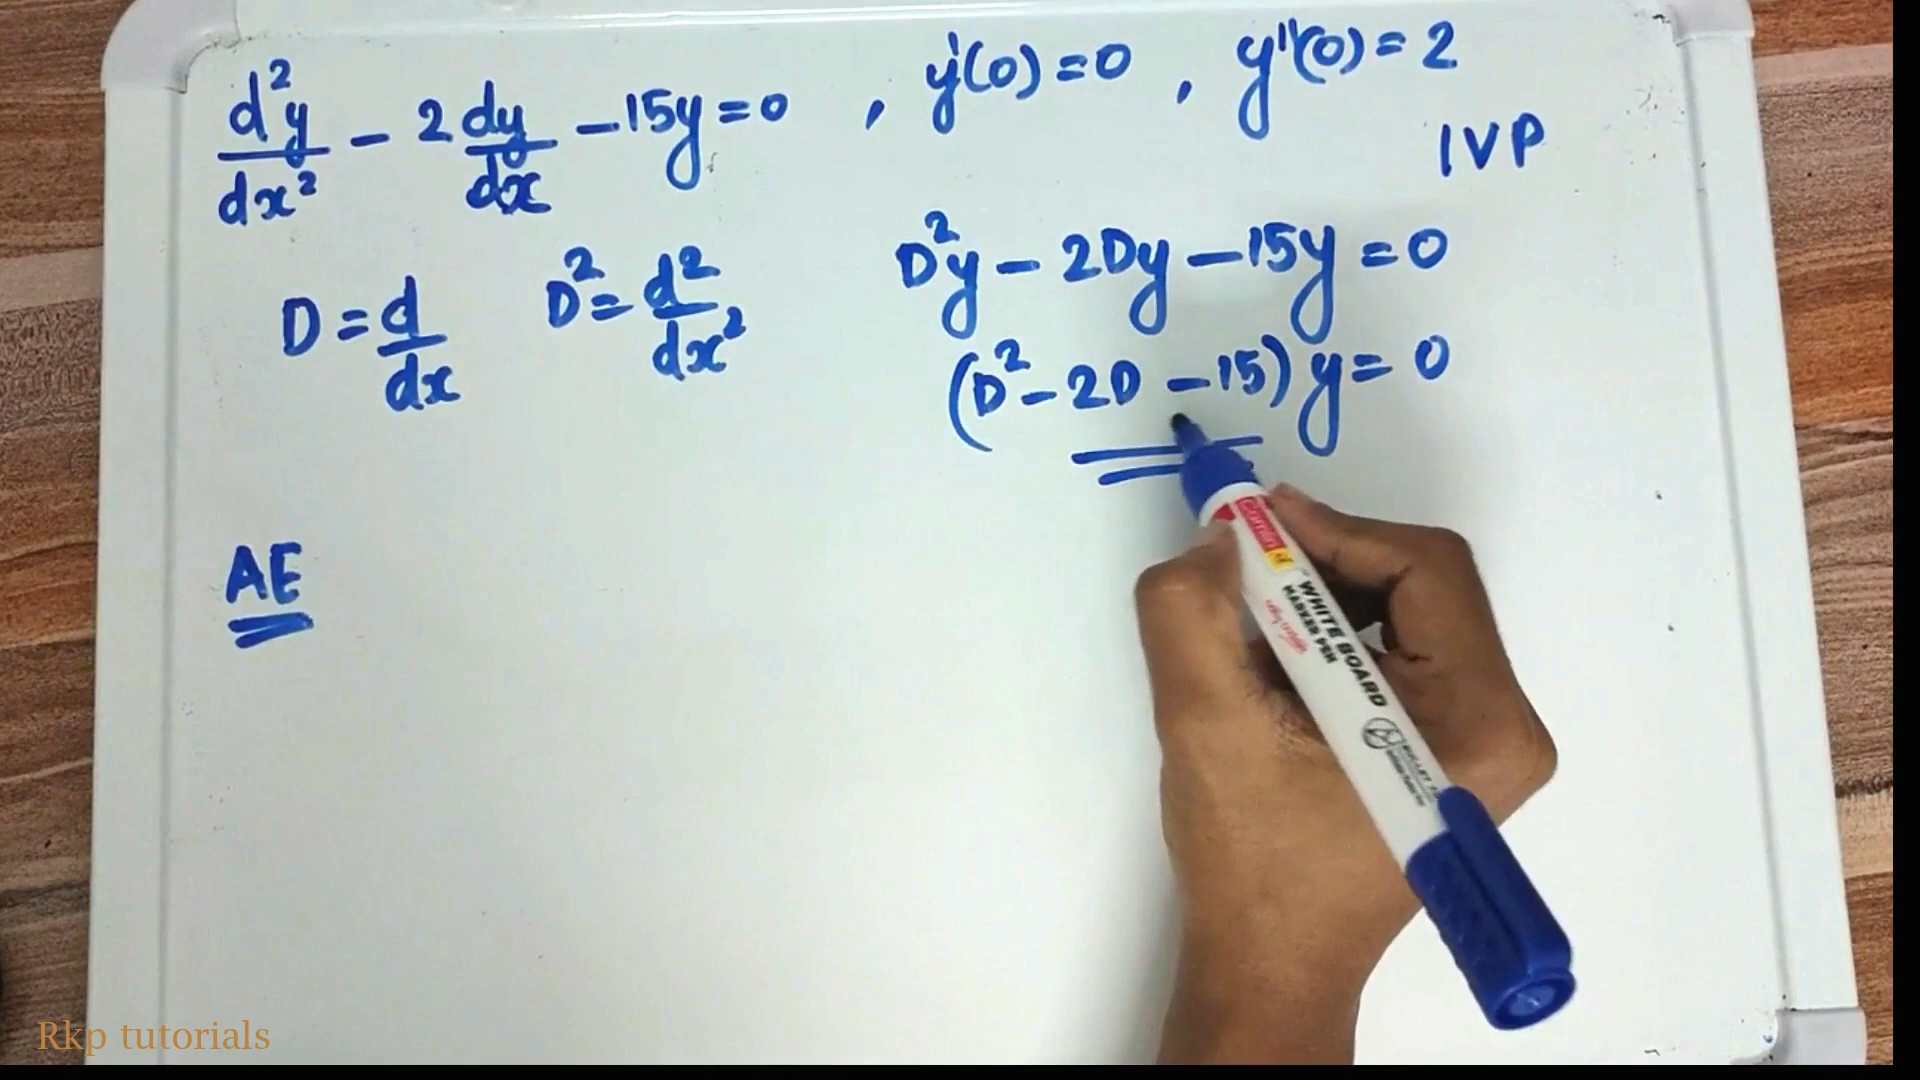 d²y/dx² - 2 dy/dx - 15y = 0 , y'(0) = 0 , y''(0) = 2
IVP
D = d/dx D² = d²/dx² D²y - 2Dy - 15y = 0
(D² - 2D - 15) y = 0
AE
camlin
WHITE BOARD
MARKER PEN
Rkp tutorials